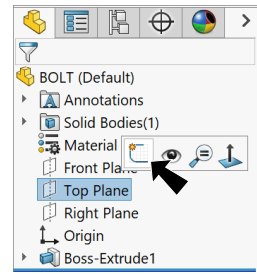 BOLT (Default)
Annotations
Solid Bodies(1)
Material
Front Plane
Top Plane
Right Plane
Origin
Boss-Extrude1